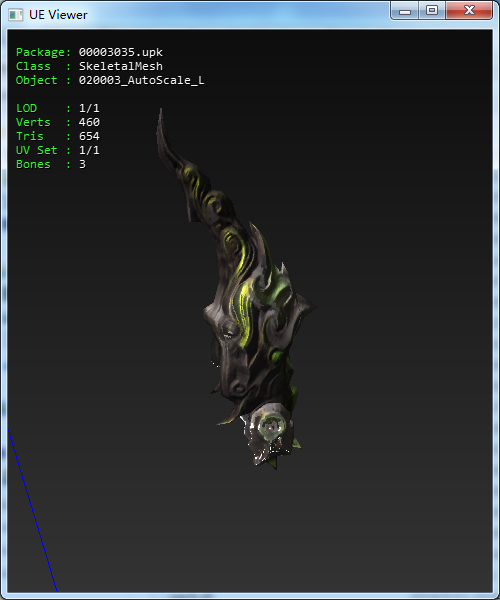 UE Viewer
Package: 00003035.upk
Class : SkeletalMesh
Object : 020003_AutoScale_L
LOD : 1/1
Verts : 460
Tris : 654
UV Set : 1/1
Bones : 3